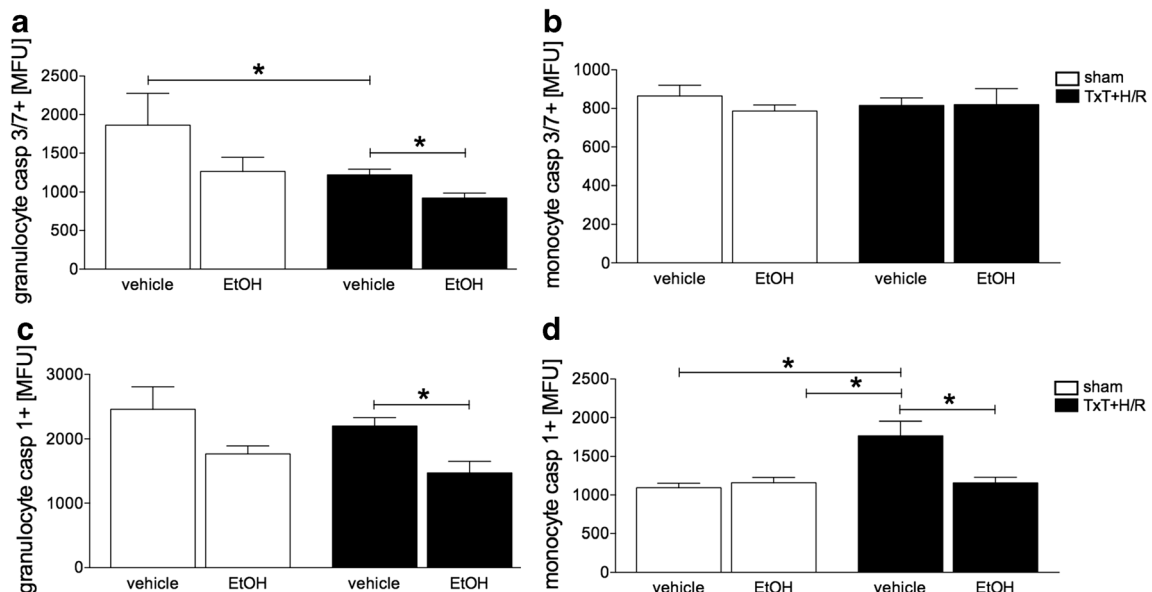 a
granulocyte casp 3/7+ [MFU]
2500
2000
1500
1000
500
0
*
*
vehicle EtOH vehicle EtOH
b
monocyte casp 3/7+ [MFU]
1000
800
600
400
200
0
vehicle EtOH vehicle EtOH
sham
TxT+H/R
c
granulocyte casp 1+ [MFU]
3000
2000
1000
0
*
vehicle EtOH vehicle EtOH
d
monocyte casp 1+ [MFU]
2500
2000
1500
1000
500
0
*
*
*
vehicle EtOH vehicle EtOH
sham
TxT+H/R